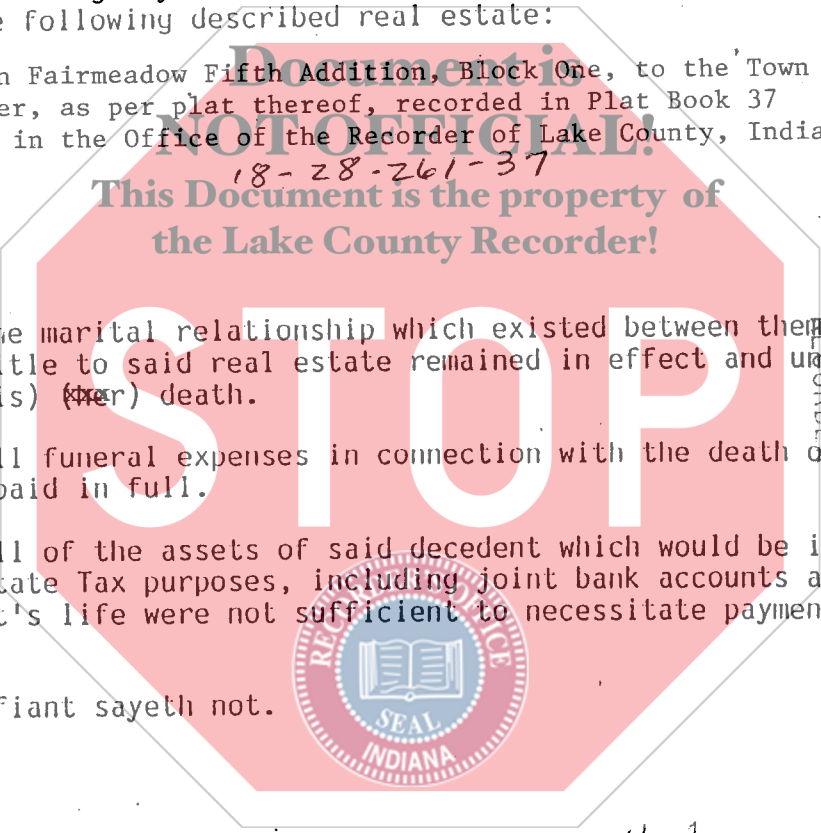 e following described real estate:
Document is
n Fairmeadow Fifth Addition, Block One, to the Town
er, as per plat thereof, recorded in Plat Book 37
NOT OFFICIAL!
in the Office of the Recorder of Lake County, India
18-28-261-37
This Document is the property of
the Lake County Recorder!
STOP
e marital relationship which existed between them
tle to said real estate remained in effect and un
is) (her) death.
ll funeral expenses in connection with the death o
paid in full.
ll of the assets of said decedent which would be i
tate Tax purposes, including joint bank accounts a
t's life were not sufficient to necessitate paymen
RECORDER'S OFFICE
fiant sayeth not.
SEAL
INDIANA